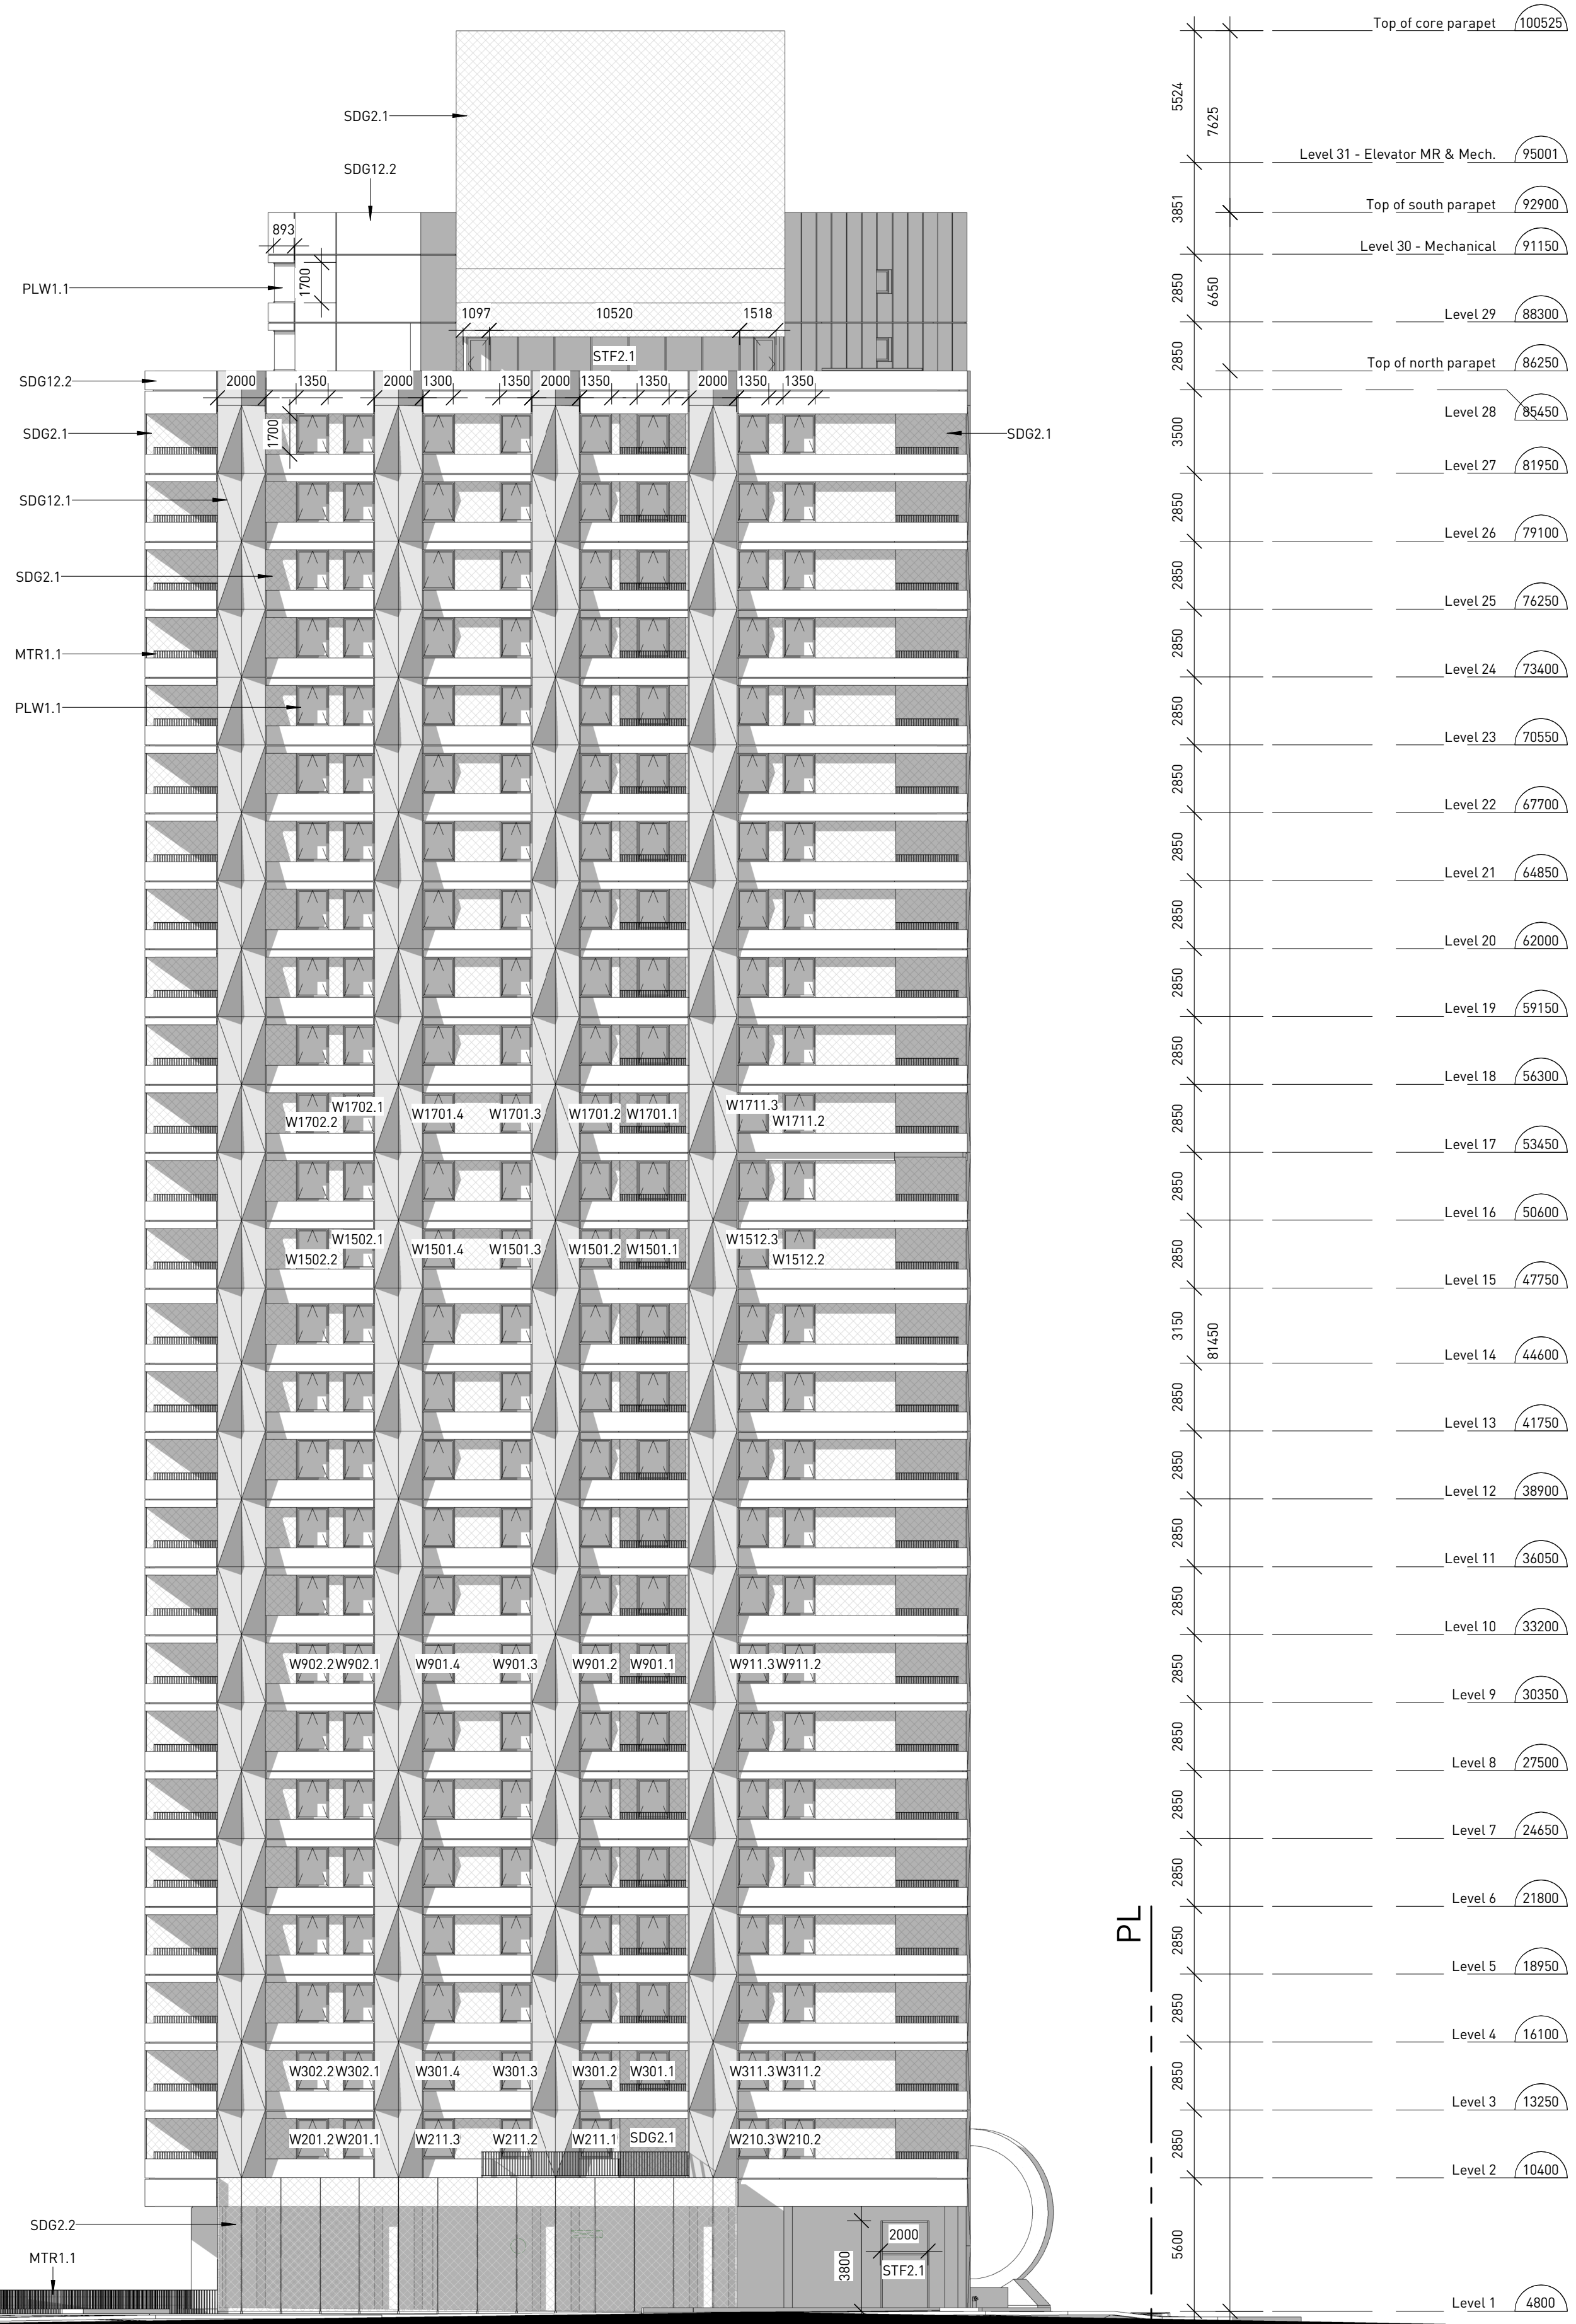 Top of core parapet 100525
5524
7625
SDG2.1
Level 31 - Elevator MR & Mech. 95001
SDG12.2
3851
Top of south parapet 92900
893
Level 30 - Mechanical 91150
1700
PLW1.1
2850
6650
1097 10520 1518
Level 29 88300
STF2.1
2850
Top of north parapet 86250
SDG12.2
2000 1350 2000 1300 1350 2000 1350 1350 2000 1350 1350
Level 28 85450
SDG2.1
1700
SDG2.1
3500
Level 27 81950
SDG12.1
2850
Level 26 79100
SDG2.1
2850
Level 25 76250
MTR1.1
2850
Level 24 73400
PLW1.1
2850
Level 23 70550
2850
Level 22 67700
2850
Level 21 64850
2850
Level 20 62000
2850
Level 19 59150
2850
Level 18 56300
W1702.2 W1702.1 W1701.4 W1701.3 W1701.2 W1701.1 W1711.3 W1711.2
2850
Level 17 53450
2850
Level 16 50600
W1502.2 W1502.1 W1501.4 W1501.3 W1501.2 W1501.1 W1512.3 W1512.2
2850
Level 15 47750
3150
81450
Level 14 44600
2850
Level 13 41750
2850
Level 12 38900
2850
Level 11 36050
2850
Level 10 33200
W902.2 W902.1 W901.4 W901.3 W901.2 W901.1 W911.3 W911.2
2850
Level 9 30350
2850
Level 8 27500
2850
Level 7 24650
2850
Level 6 21800
PL
2850
Level 5 18950
2850
Level 4 16100
W302.2 W302.1 W301.4 W301.3 W301.2 W301.1 W311.3 W311.2
2850
Level 3 13250
W201.2 W201.1 W211.3 W211.2 W211.1 SDG2.1 W210.3 W210.2
2850
Level 2 10400
SDG2.2
2000
5600
3800
STF2.1
MTR1.1
Level 1 4800